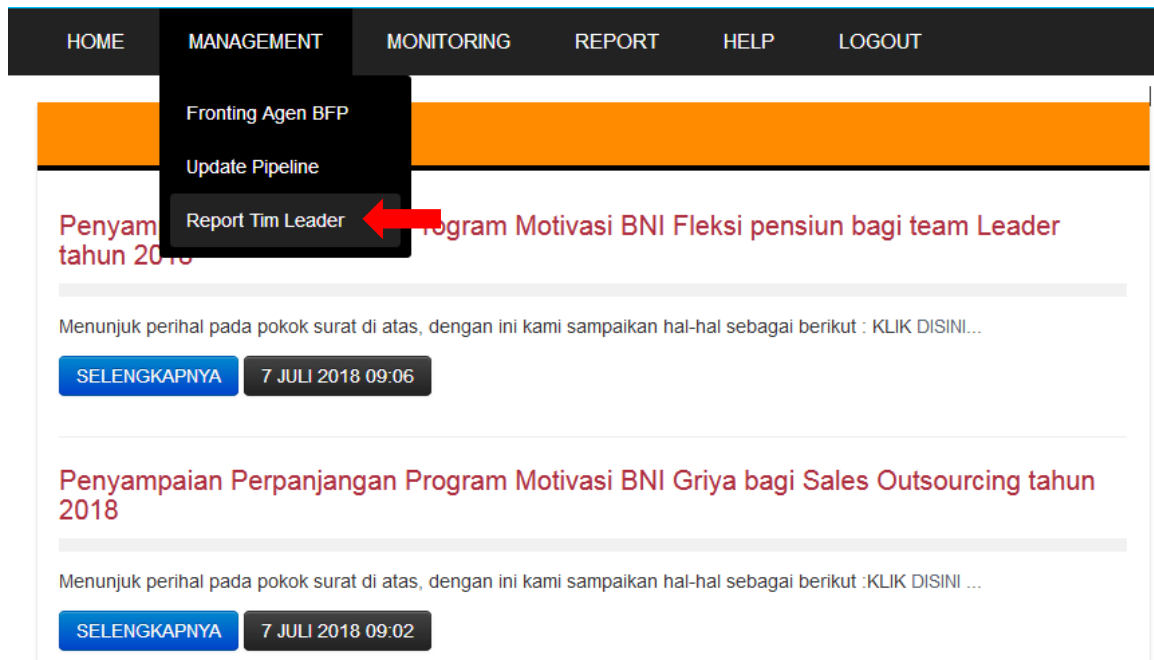 HOME MANAGEMENT MONITORING REPORT HELP LOGOUT
Fronting Agen BFP
Update Pipeline
Report Tim Leader
Motivasi BNI Fleksi pensiun bagi team Leader
tahun
Menunjuk perihal pada pokok surat di atas, dengan ini kami sampaikan hal-hal sebagai berikut : KLIK DISINI...
SELENGKAPNYA 7 JULI 2018 09:06
Penyampaian Perpanjangan Program Motivasi BNI Griya bagi Sales Outsourcing tahun
2018
Menunjuk perihal pada pokok surat di atas, dengan ini kami sampaikan hal-hal sebagai berikut :KLIK DISINI ...
SELENGKAPNYA 7 JULI 2018 09:02